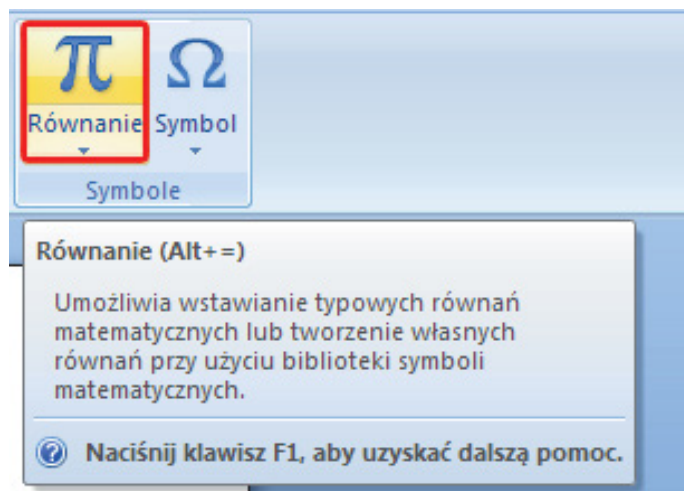 π Ω
Równanie Symbol
Symbole
Równanie (Alt+=)
Umożliwia wstawianie typowych równań
matematycznych lub tworzenie własnych
równań przy użyciu biblioteki symboli
matematycznych.
? Naciśnij klawisz F1, aby uzyskać dalszą pomoc.